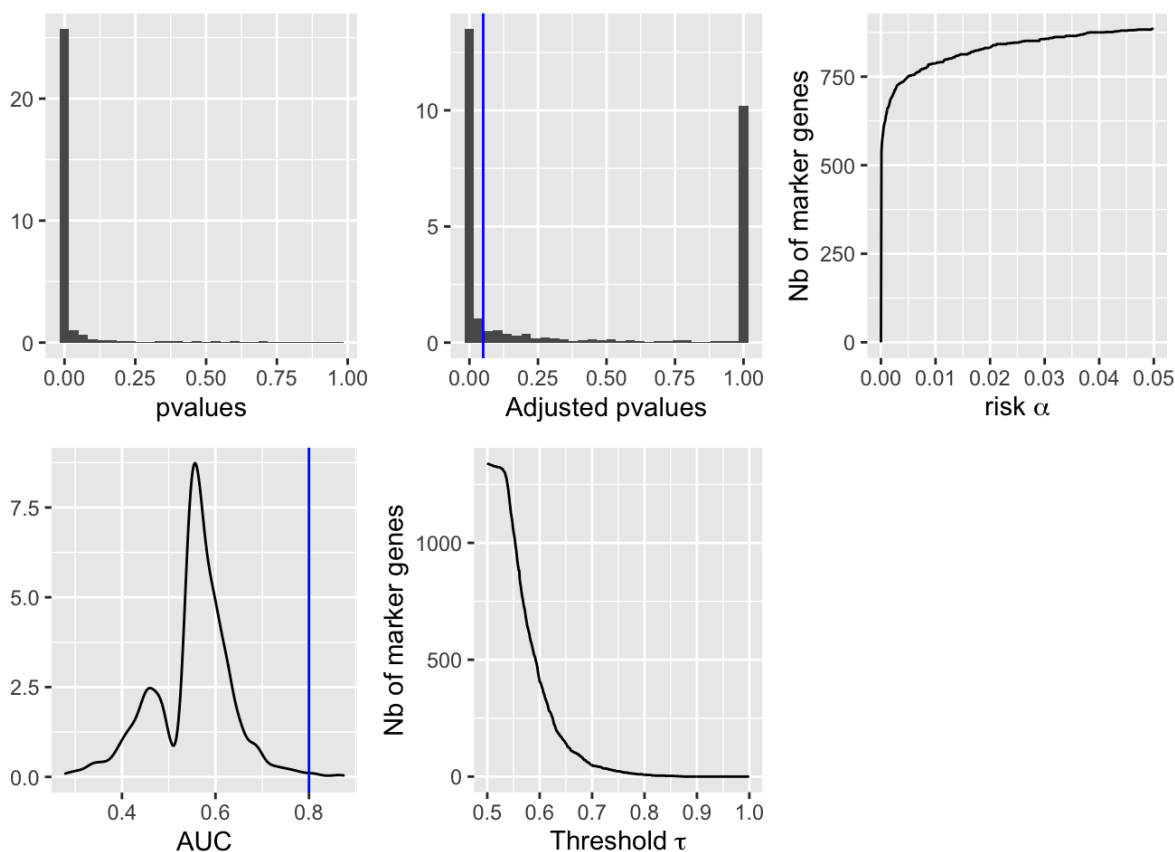 20
10
0
0.00 0.25 0.50 0.75 1.00
pvalues
10
5
0
0.00 0.25 0.50 0.75 1.00
Adjusted pvalues
Nb of marker genes
750
500
250
0
0.00 0.01 0.02 0.03 0.04 0.05
risk α
7.5
5.0
2.5
0.0
0.4 0.6 0.8
AUC
Nb of marker genes
1000
500
0
0.5 0.6 0.7 0.8 0.9 1.0
Threshold τ